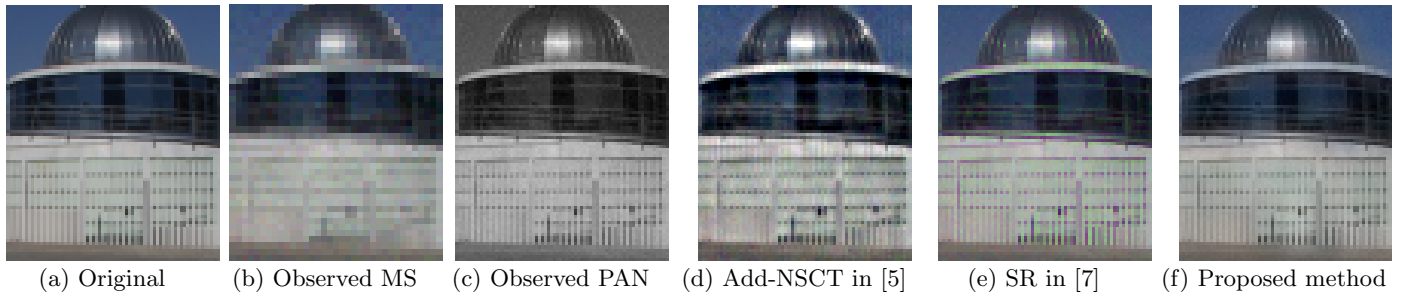 (a) Original (b) Observed MS (c) Observed PAN (d) Add-NSCT in [5] (e) SR in [7] (f) Proposed method